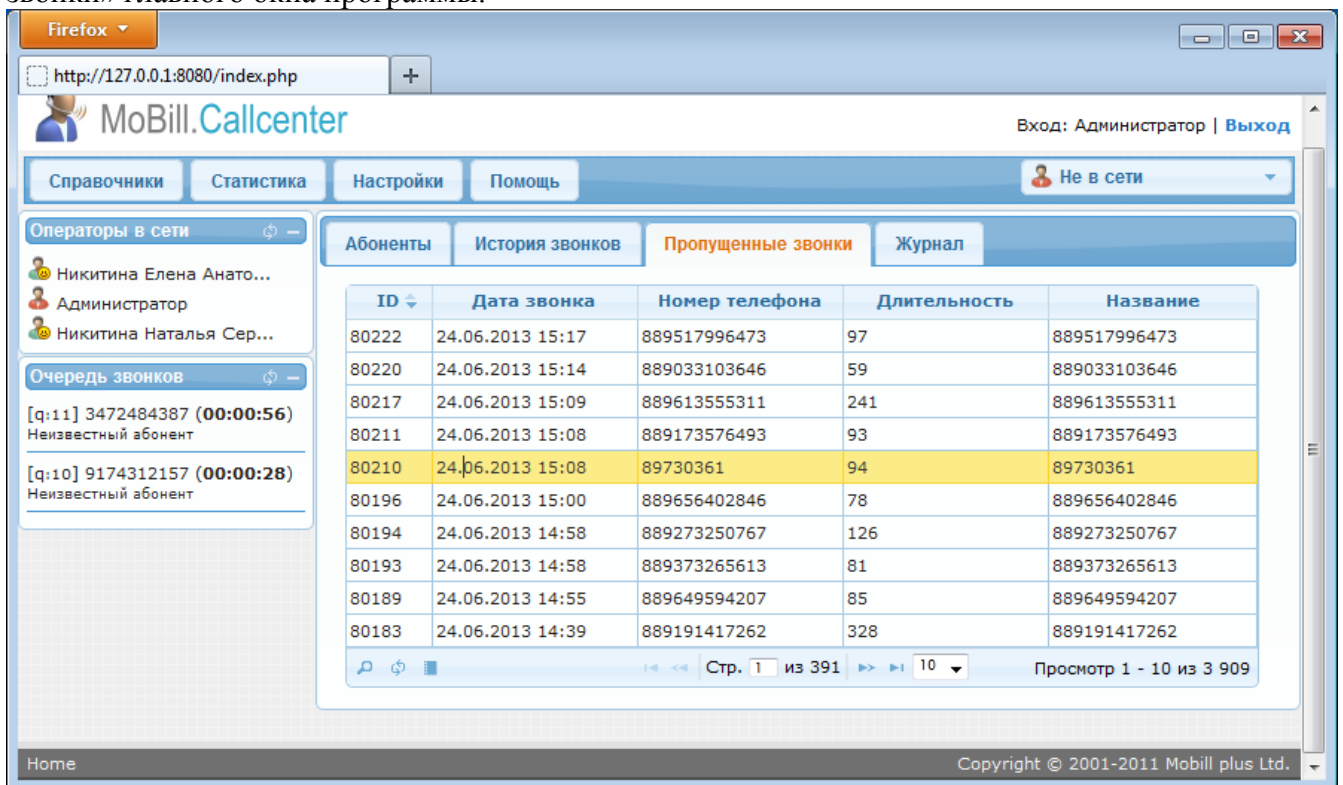 звонки» главного окна программы.
Firefox
http://127.0.0.1:8080/index.php
MoBill.Callcenter
Вход: Администратор | Выход
Справочники Статистика Настройки Помощь Не в сети
Операторы в сети
Никитина Елена Анато...
Администратор
Никитина Наталья Сер...
Очередь звонков
[q:11] 3472484387 (00:00:56)
Неизвестный абонент
[q:10] 9174312157 (00:00:28)
Неизвестный абонент
Абоненты История звонков Пропущенные звонки Журнал
ID Дата звонка Номер телефона Длительность Название
80222 24.06.2013 15:17 889517996473 97 889517996473
80220 24.06.2013 15:14 889033103646 59 889033103646
80217 24.06.2013 15:09 889613555311 241 889613555311
80211 24.06.2013 15:08 889173576493 93 889173576493
80210 24.06.2013 15:08 89730361 94 89730361
80196 24.06.2013 15:00 889656402846 78 889656402846
80194 24.06.2013 14:58 889273250767 126 889273250767
80193 24.06.2013 14:58 889373265613 81 889373265613
80189 24.06.2013 14:55 889649594207 85 889649594207
80183 24.06.2013 14:39 889191417262 328 889191417262
Стр. 1 из 391 10 Просмотр 1 - 10 из 3 909
Home Copyright © 2001-2011 Mobill plus Ltd.